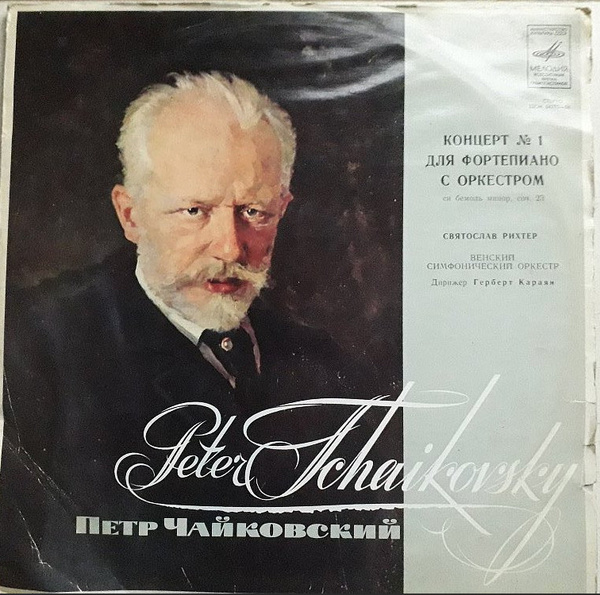 МЕЛОДИЯ
КОНЦЕРТ № 1
ДЛЯ ФОРТЕПИАНО
С ОРКЕСТРОМ
си бемоль минор, соч. 23
СВЯТОСЛАВ РИХТЕР
ВЕНСКИЙ
СИМФОНИЧЕСКИЙ ОРКЕСТР
Дирижер Герберт Караян
Peter Tchaikovsky
ПЕТР ЧАЙКОВСКИЙ